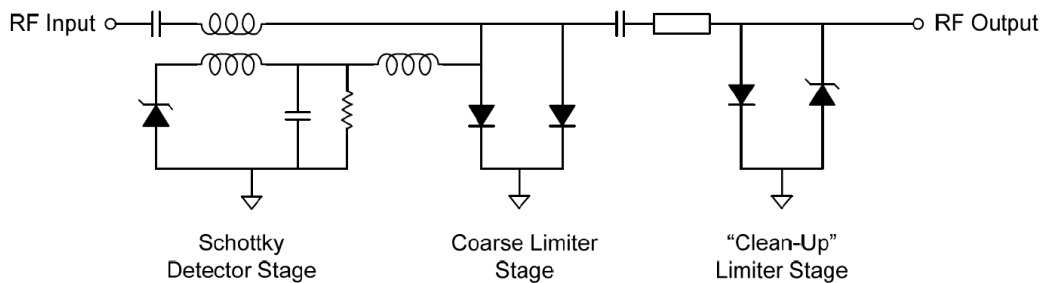 RF Input
RF Output
Schottky
Detector Stage
Coarse Limiter
Stage
“Clean-Up”
Limiter Stage